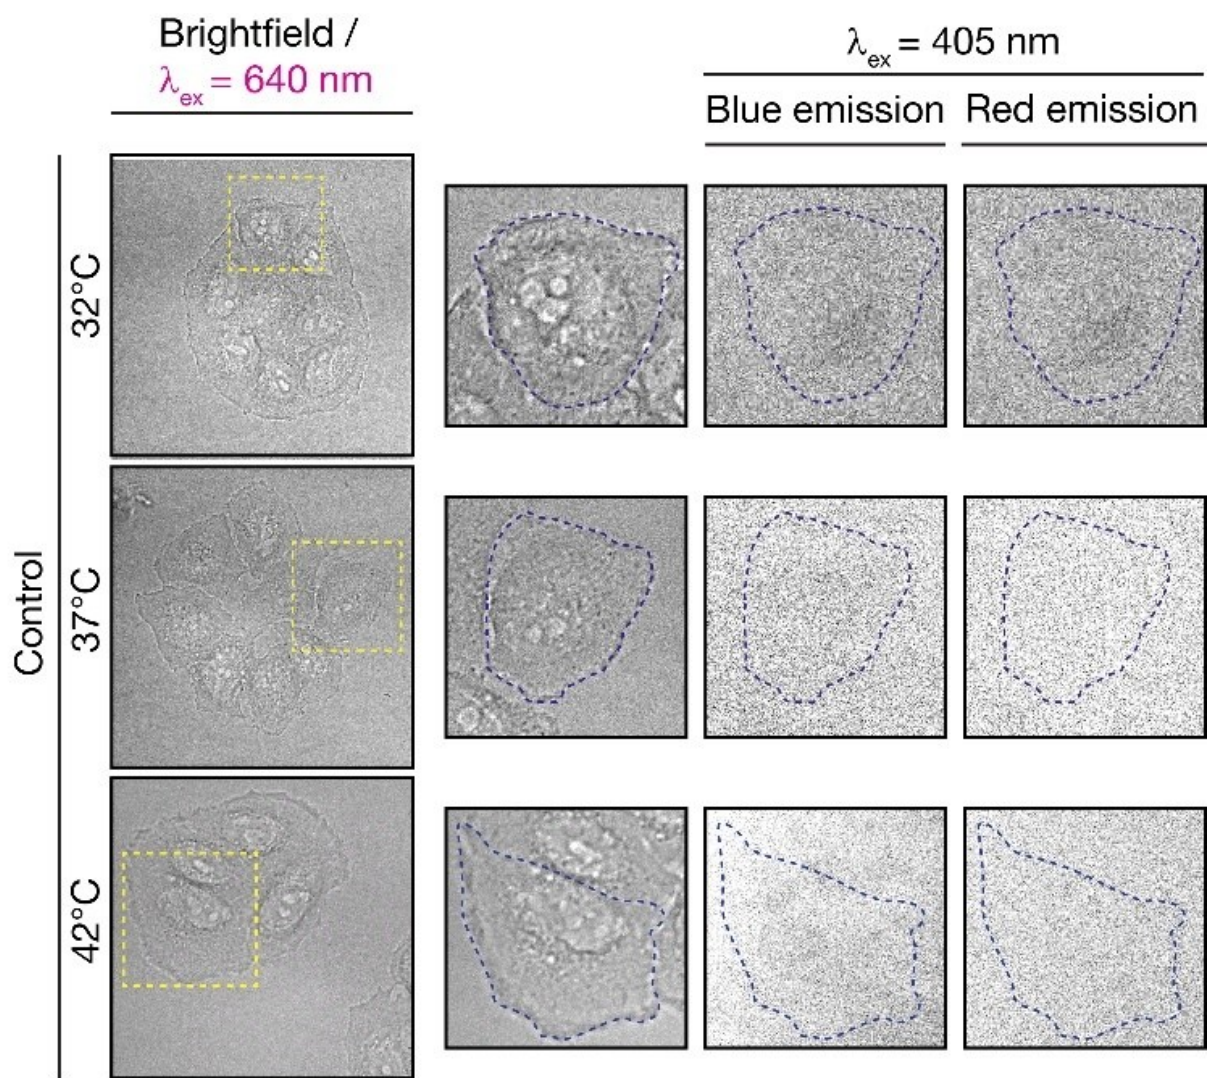 Brightfield /
λex = 640 nm
λex = 405 nm
Blue emission
Red emission
Control
32°C
37°C
42°C